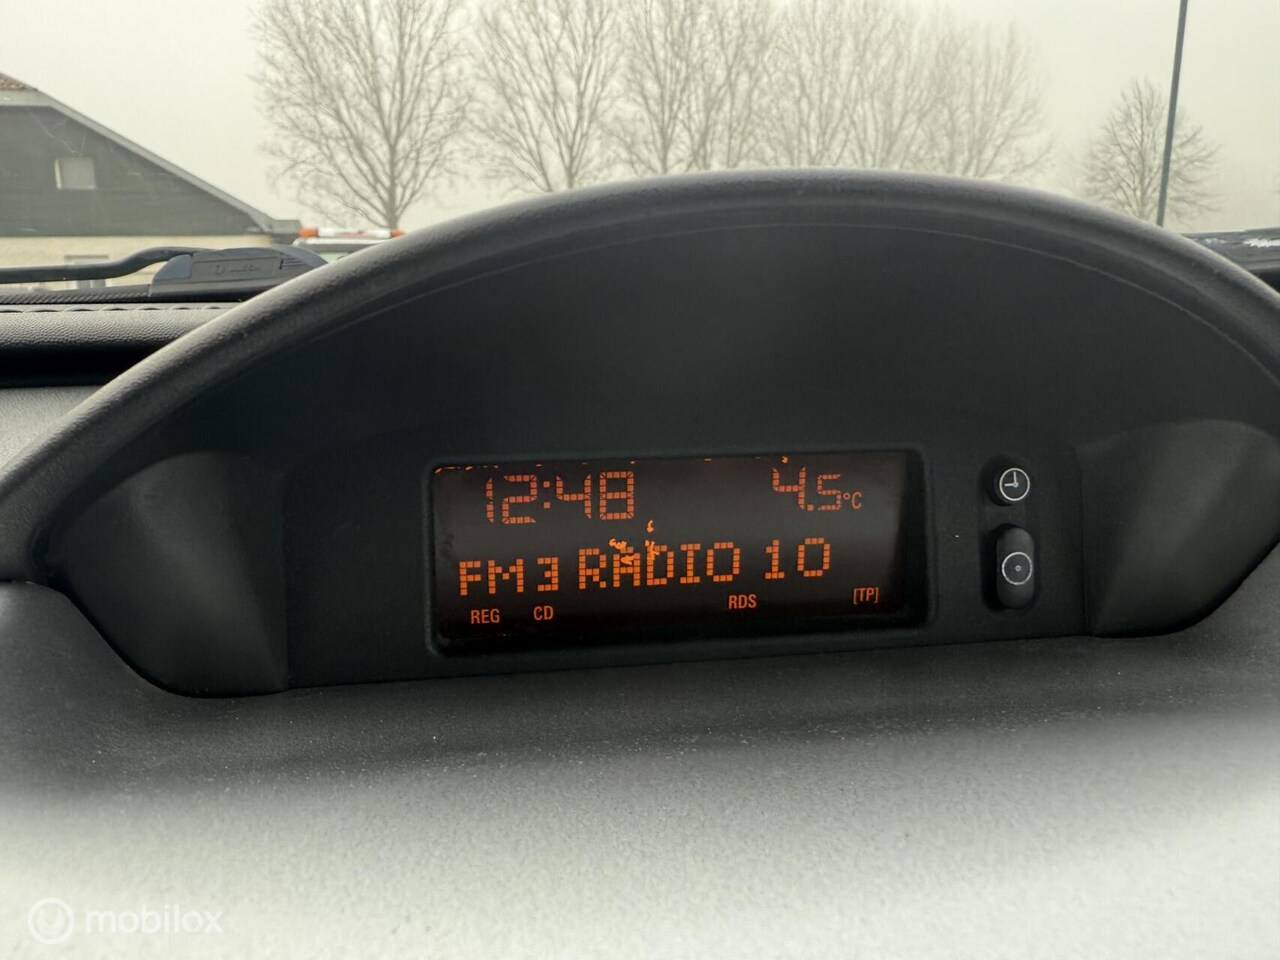 12:48 4.5°C
FM3 RADIO 10
REG CD RDS [TP]
mobilox